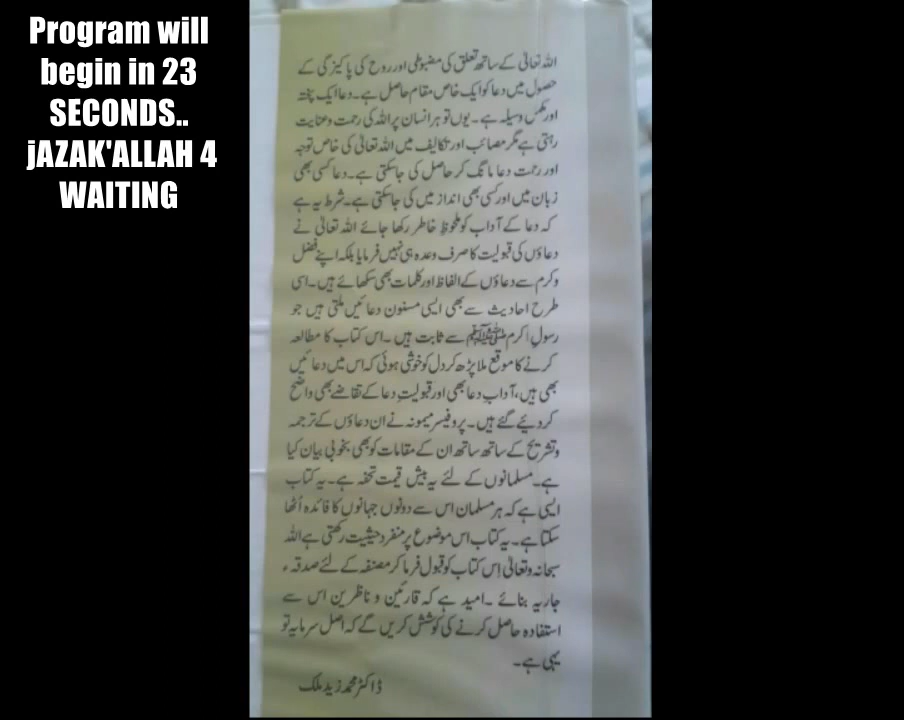 Program will
begin in 23
SECONDS..
jAZAK'ALLAH 4
WAITING
اللہ تعالیٰ کے ساتھ تعلق کی مضبوطی اور روح کی پاکیزگی کے
حصول میں دعا کو ایک خاص مقام حاصل ہے۔ دعا ایک پختہ
اور مکمل وسیلہ ہے۔ یوں تو ہر انسان پر اللہ کی رحمت و عنایت
رہتی ہے مگر مصائب اور تکالیف میں اللہ تعالیٰ کی خاص توجہ
اور رحمت دعا مانگ کر حاصل کی جاسکتی ہے۔ دعا کسی بھی
زبان میں اور کسی بھی انداز میں کی جاسکتی ہے۔ شرط یہ ہے
کہ دعا کے آداب کو ملحوظِ خاطر رکھا جائے اللہ تعالیٰ نے
دعاؤں کی قبولیت کا صرف وعدہ ہی نہیں فرمایا بلکہ اپنے فضل
و کرم سے دعاؤں کے الفاظ اور کلمات بھی سکھائے ہیں۔ اسی
طرح احادیث سے بھی ایسی مسنون دعائیں ملتی ہیں جو
رسولِ اکرم ﷺ سے ثابت ہیں۔ اس کتاب کا مطالعہ
کرنے کا موقع ملا پڑھ کر دل کو خوشی ہوئی کہ اس میں دعائیں
بھی ہیں، آدابِ دعا بھی اور قبولیتِ دعا کے تقاضے بھی واضح
کر دیئے گئے ہیں۔ پروفیسر میمونہ نے ان دعاؤں کے ترجمہ
و تشریح کے ساتھ ساتھ ان کے مقامات کو بھی بخوبی بیان کیا
ہے۔ مسلمانوں کے لئے یہ بیش قیمت تحفہ ہے۔ یہ کتاب
ایسی ہے کہ ہر مسلمان اس سے دونوں جہانوں کا فائدہ اُٹھا
سکتا ہے۔ یہ کتاب اس موضوع پر منفرد حیثیت رکھتی ہے اللہ
سبحانہ وتعالیٰ اِس کتاب کو قبول فرما کر مصنفہ کے لئے صدقہ ء
جاریہ بنائے۔ امید ہے کہ قارئین و ناظرین اس سے
استفادہ حاصل کرنے کی کوشش کریں گے کہ اصل سرمایہ تو
یہی ہے۔
ڈاکٹر محمد زید ملک